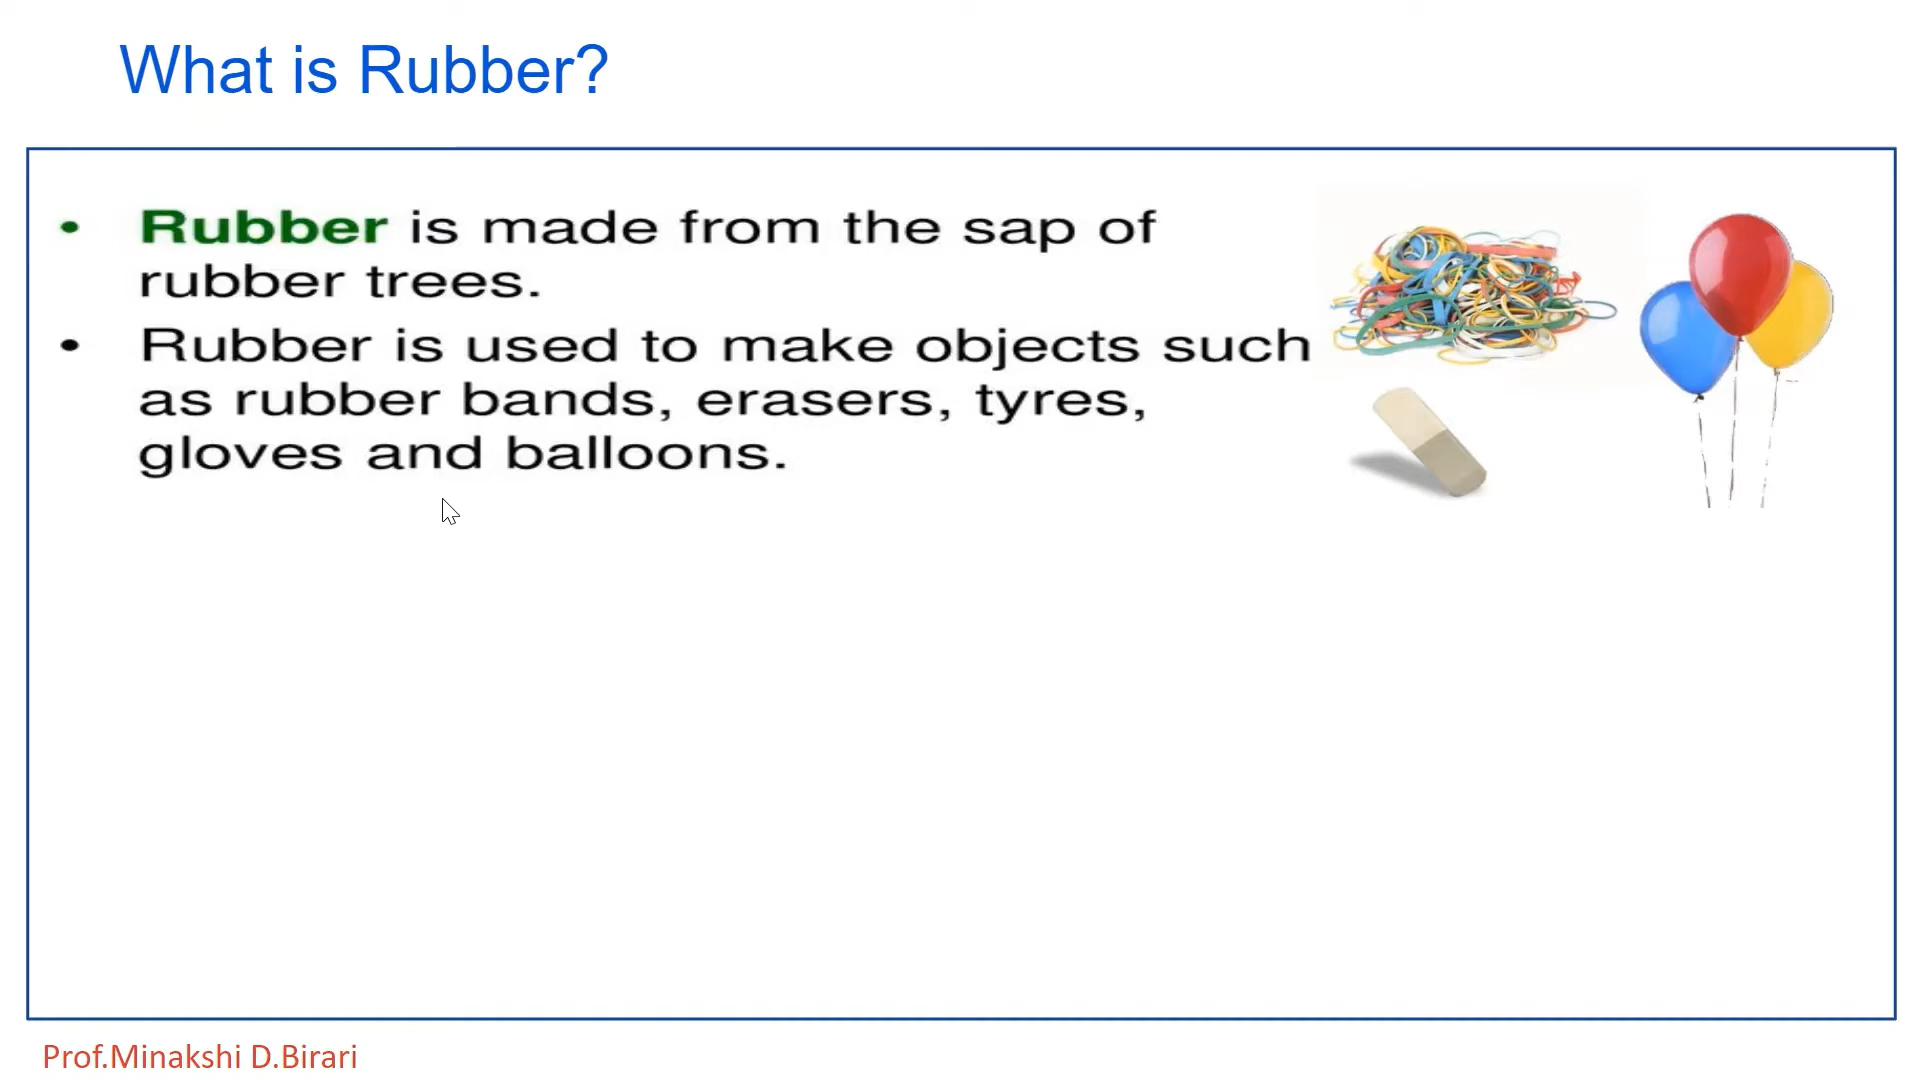 What is Rubber?
• Rubber is made from the sap of
rubber trees.
• Rubber is used to make objects such
as rubber bands, erasers, tyres,
gloves and balloons.
Prof.Minakshi D.Birari